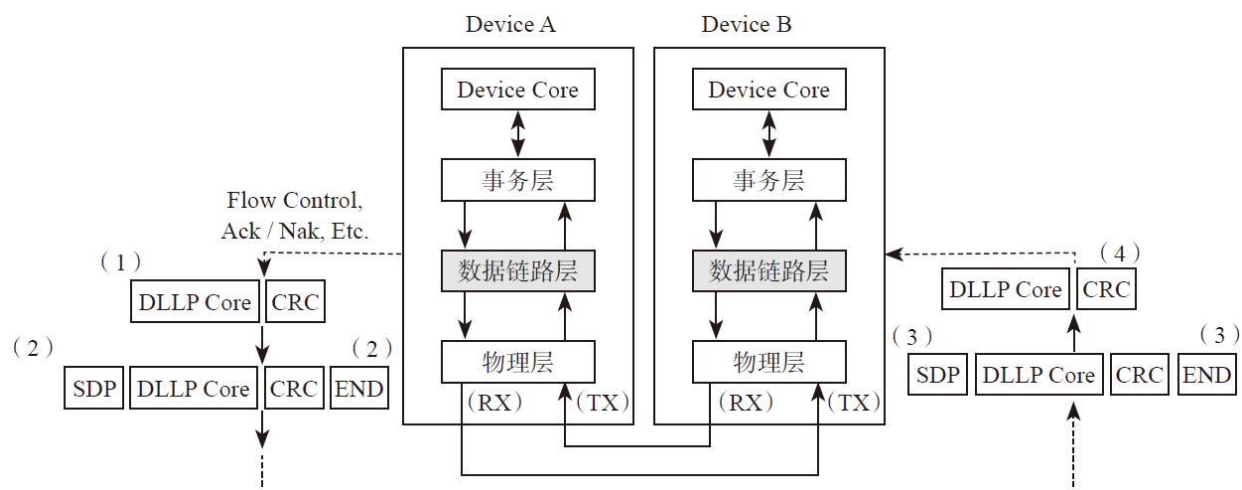 Device A
Device B
Device Core
Device Core
事务层
事务层
Flow Control,
Ack / Nak, Etc.
数据链路层
数据链路层
(1)
(4)
DLLP Core CRC
DLLP Core CRC
(2) (2)
(3) (3)
SDP DLLP Core CRC END
SDP DLLP Core CRC END
物理层
物理层
(RX) (TX)
(RX) (TX)